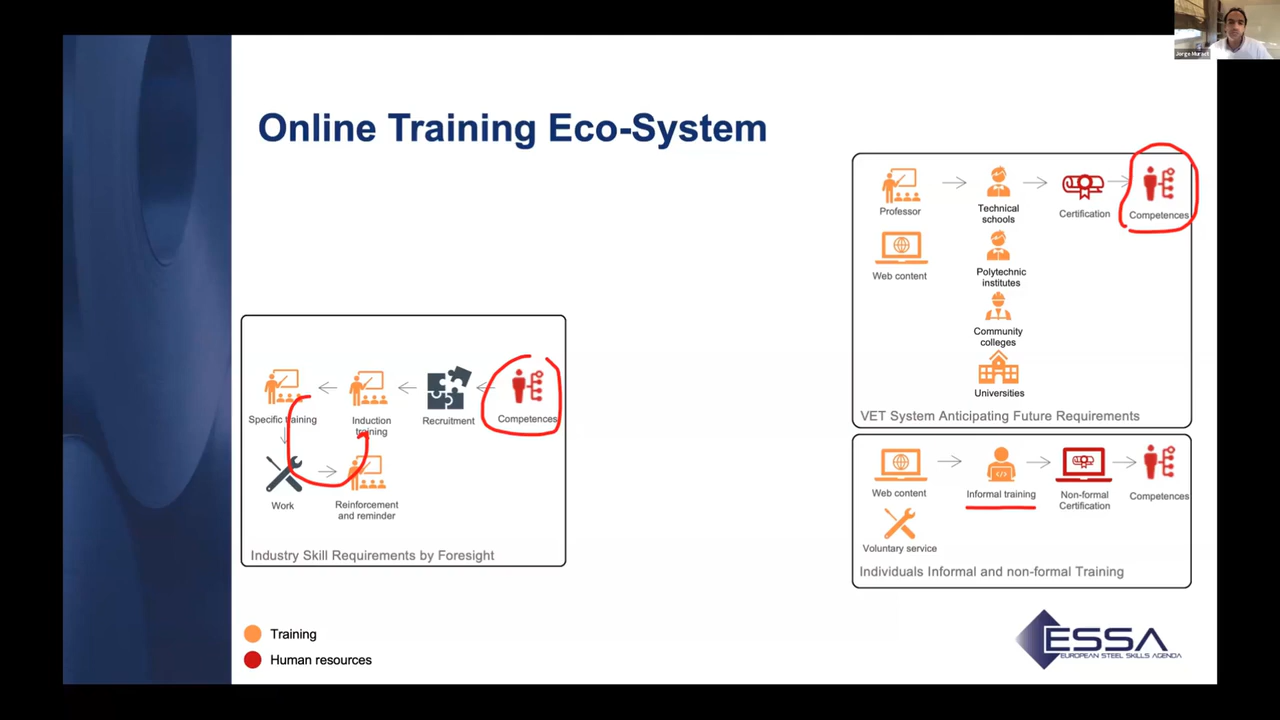 Jorge Muract
Online Training Eco-System
Professor
Technical
schools
Certification
Competences
Web content
Polytechnic
institutes
Community
colleges
Universities
VET System Anticipating Future Requirements
Specific training
Induction
training
Recruitment
Competences
Work
Reinforcement
and reminder
Industry Skill Requirements by Foresight
Web content
Informal training
Non-formal
Certification
Competences
Voluntary service
Individuals Informal and non-formal Training
Training
Human resources
ESSA
EUROPEAN STEEL SKILLS AGENDA